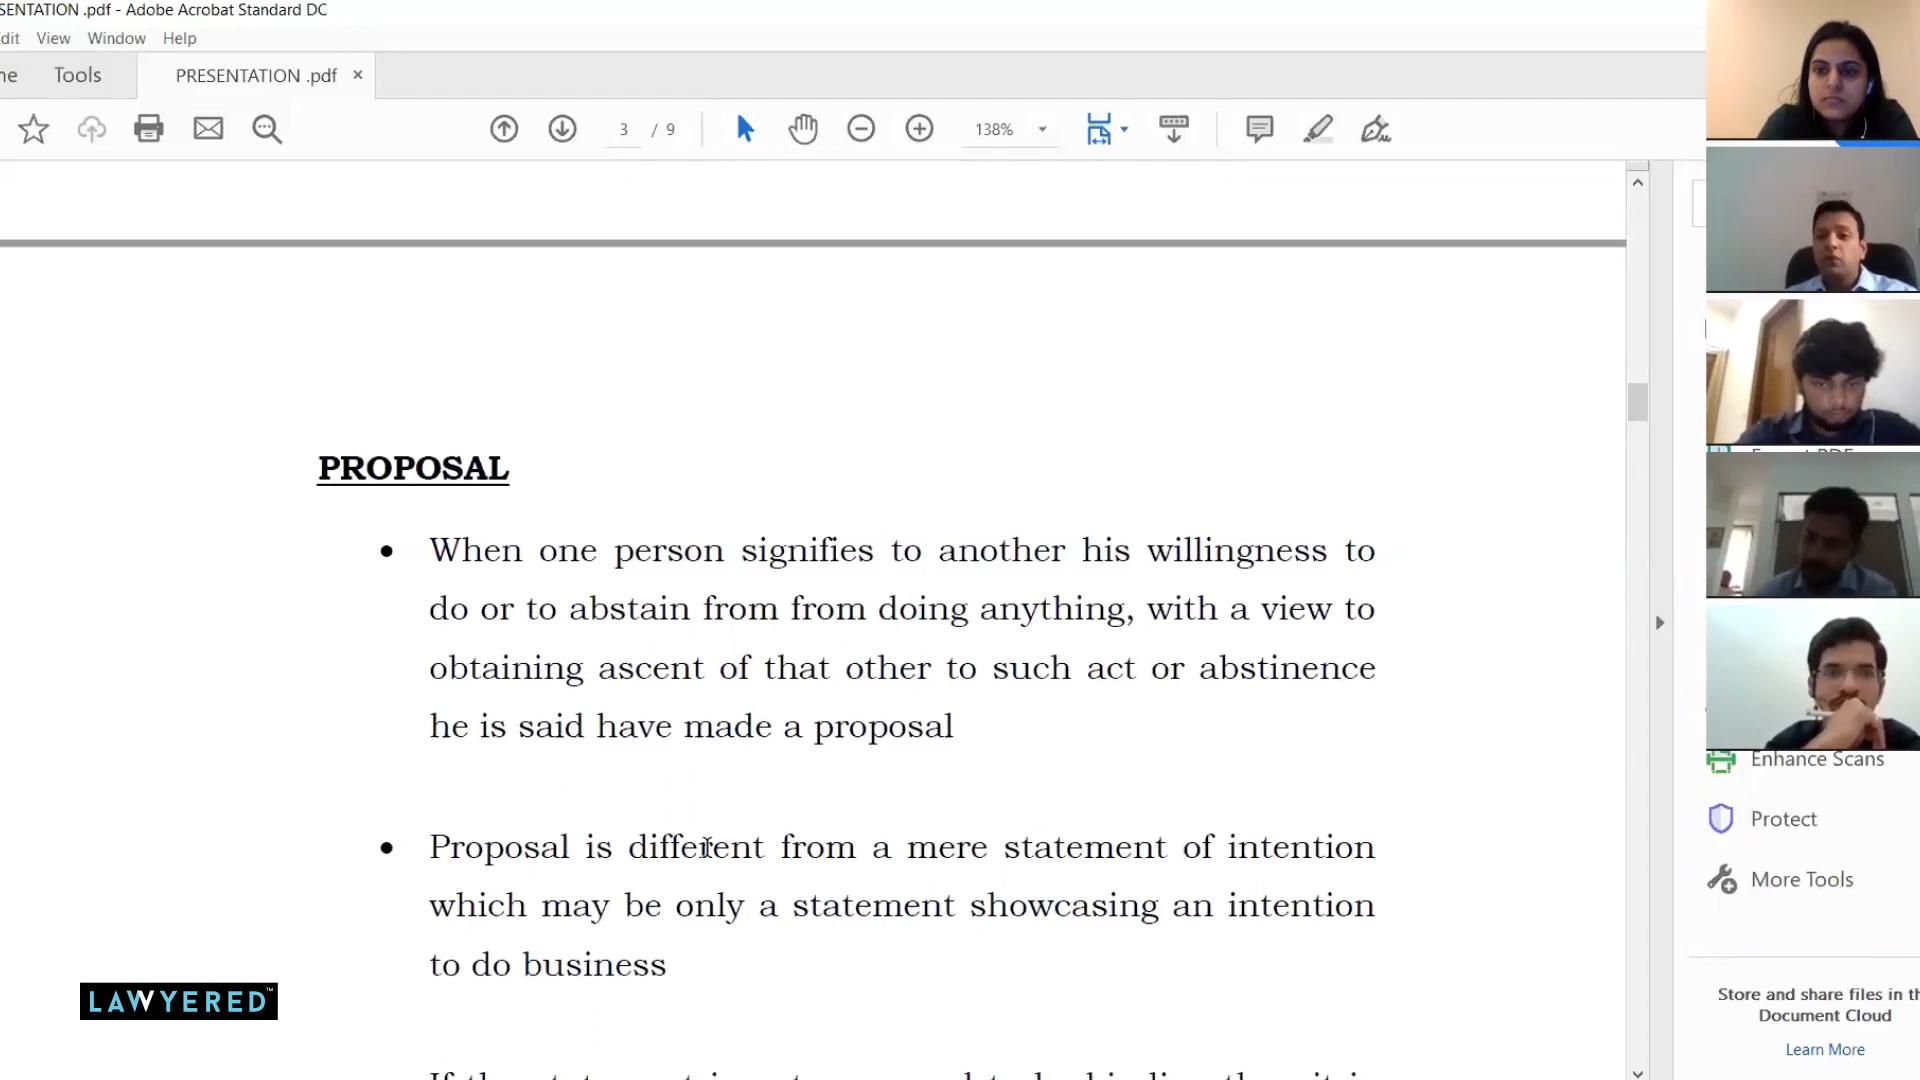 SENTATION .pdf - Adobe Acrobat Standard DC
dit View Window Help
ne Tools PRESENTATION .pdf ×
3 / 9 138%
PROPOSAL
• When one person signifies to another his willingness to
do or to abstain from from doing anything, with a view to
obtaining ascent of that other to such act or abstinence
he is said have made a proposal
• Proposal is different from a mere statement of intention
which may be only a statement showcasing an intention
to do business
LAWYERED™
Enhance Scans
Protect
More Tools
Store and share files in th
Document Cloud
Learn More